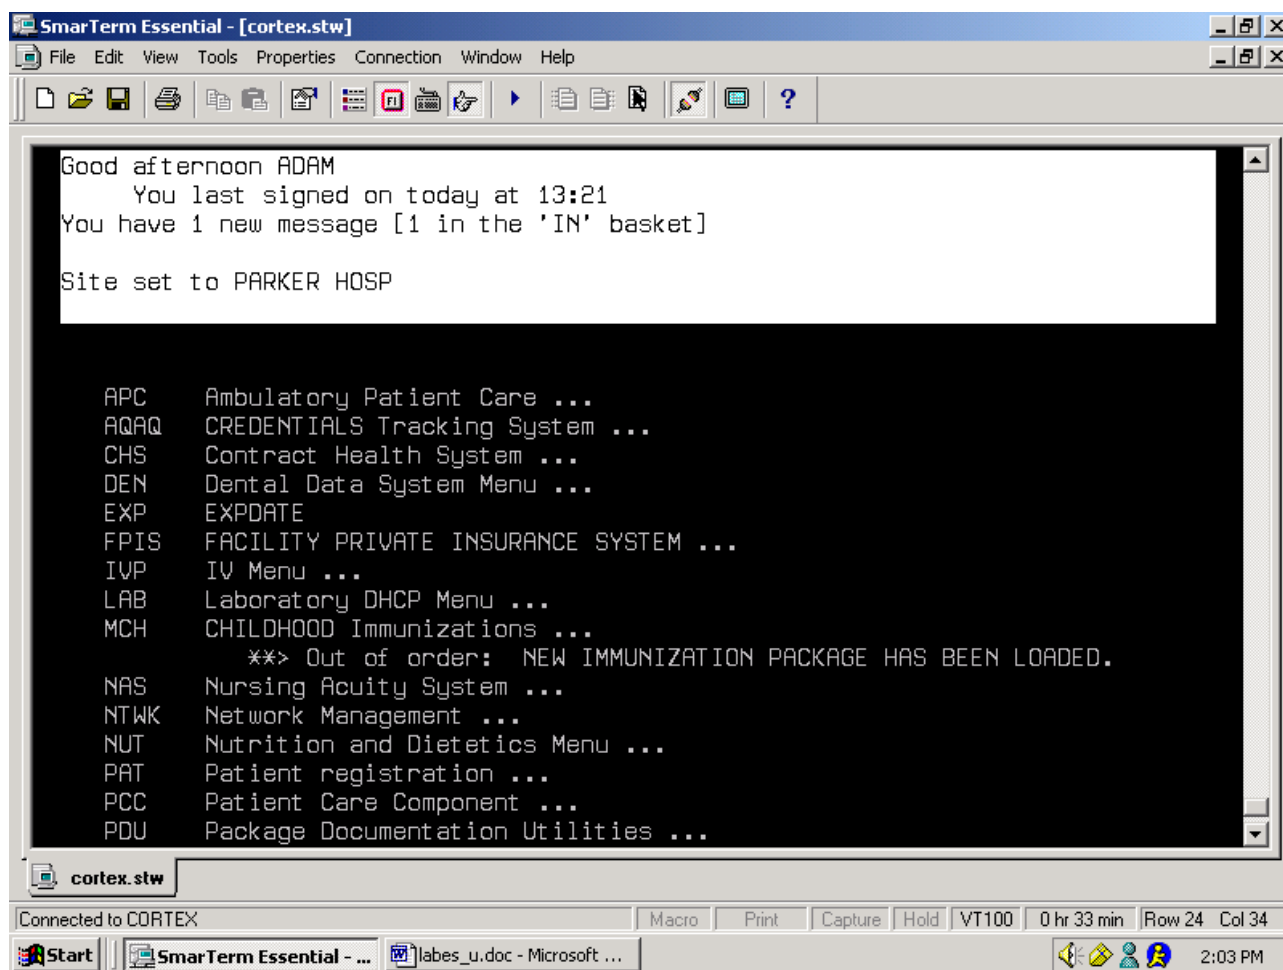 SmarTerm Essential - [cortex.stw]
File Edit View Tools Properties Connection Window Help
Good afternoon ADAM
You last signed on today at 13:21
You have 1 new message [1 in the 'IN' basket]
Site set to PARKER HOSP
APC Ambulatory Patient Care ...
AQAQ CREDENTIALS Tracking System ...
CHS Contract Health System ...
DEN Dental Data System Menu ...
EXP EXPDATE
FPIS FACILITY PRIVATE INSURANCE SYSTEM ...
IVP IV Menu ...
LAB Laboratory DHCP Menu ...
MCH CHILDHOOD Immunizations ...
**> Out of order: NEW IMMUNIZATION PACKAGE HAS BEEN LOADED.
NAS Nursing Acuity System ...
NTWK Network Management ...
NUT Nutrition and Dietetics Menu ...
PAT Patient registration ...
PCC Patient Care Component ...
PDU Package Documentation Utilities ...
cortex.stw
Connected to CORTEX Macro Print Capture Hold VT100 0 hr 33 min Row 24 Col 34
Start SmarTerm Essential - ... labes_u.doc - Microsoft ... 2:03 PM